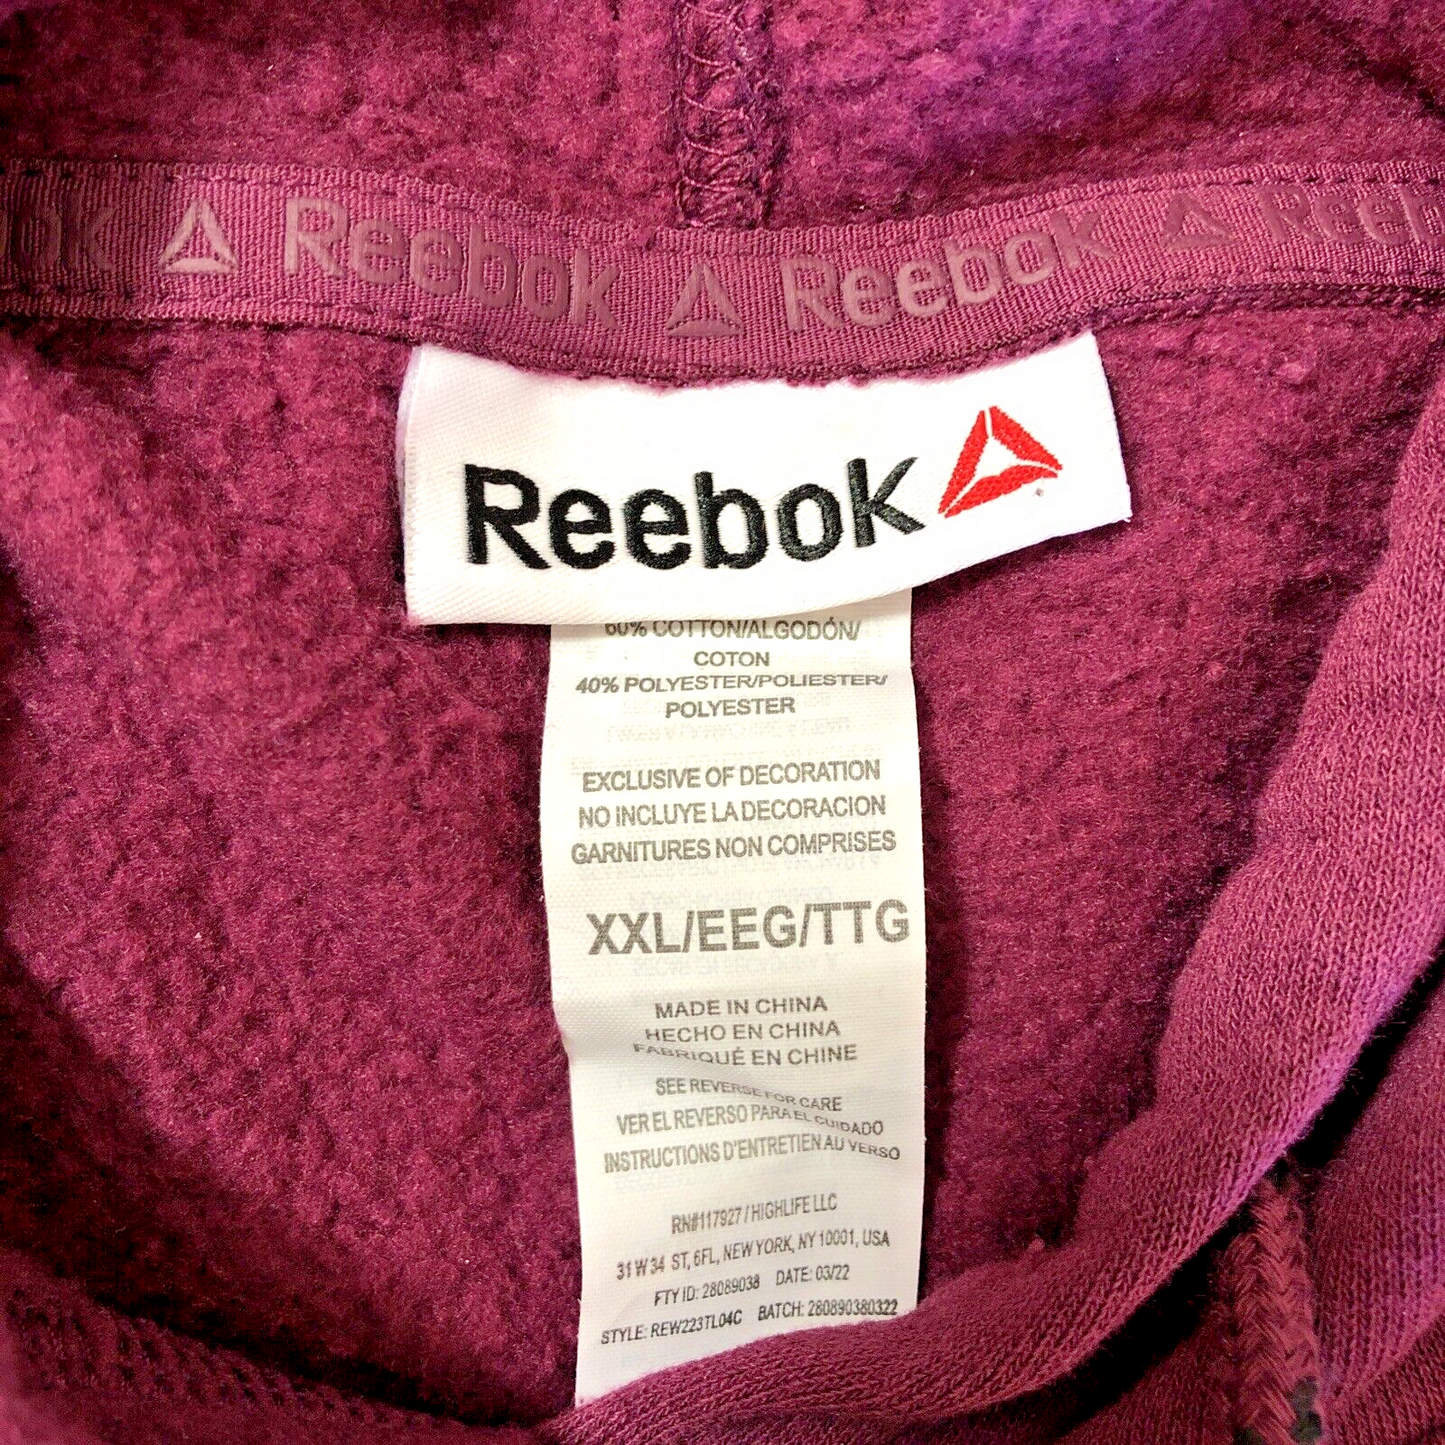 ok Reebok Reebok Reeb
Reebok
60% COTTON/ALGODÓN/
COTON
40% POLYESTER/POLIESTER/
POLYESTER
EXCLUSIVE OF DECORATION
NO INCLUYE LA DECORACION
GARNITURES NON COMPRISES
XXL/EEG/TTG
MADE IN CHINA
HECHO EN CHINA
FABRIQUÉ EN CHINE
SEE REVERSE FOR CARE
VER EL REVERSO PARA EL CUIDADO
INSTRUCTIONS D'ENTRETIEN AU VERSO
RN#117927 / HIGHLIFE LLC
31 W 34 ST, 6FL, NEW YORK, NY 10001, USA
FTY ID: 28089038 DATE: 03/22
STYLE: REW223TL04C BATCH: 280890380322